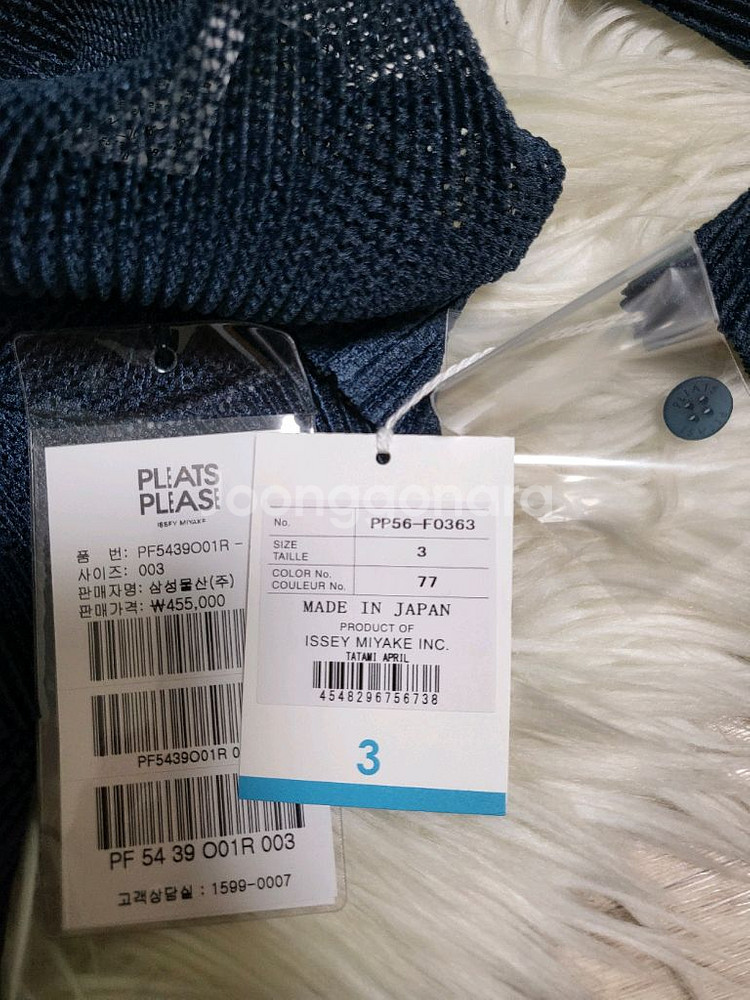 PLEATS
PLEASE
ISSEY MIYAKE
품 번: PF5439O01R -
사이즈: 003
판매자명: 삼성물산(주)
판매가격: ₩455,000
PF5439O01R 0
PF 54 39 O01R 003
고객상담실 : 1599-0007
joonggonara
No. PP56-F0363
SIZE
TAILLE 3
COLOR No.
COULEUR No. 77
MADE IN JAPAN
PRODUCT OF
ISSEY MIYAKE INC.
TATAMI APRIL
4548296756738
3
PLEATS